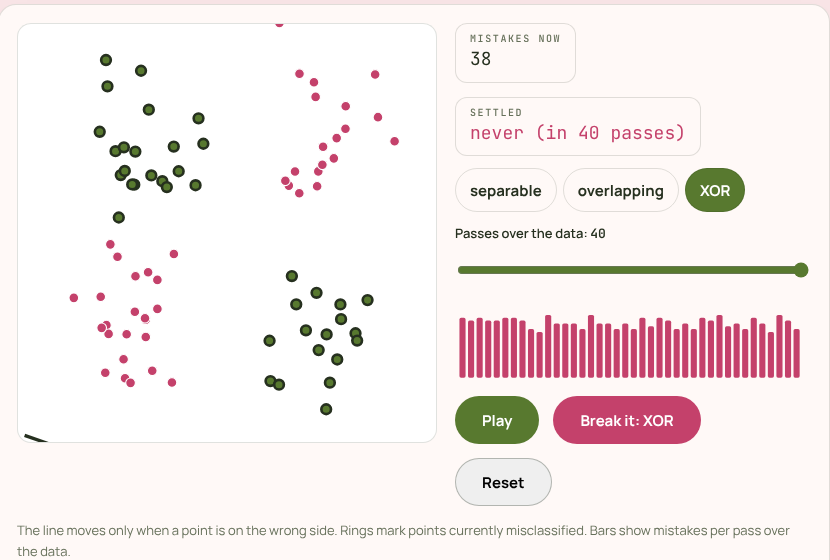 MISTAKES NOW
38
SETTLED
never (in 40 passes)
separable
overlapping
XOR
Passes over the data: 40
Play
Break it: XOR
Reset
The line moves only when a point is on the wrong side. Rings mark points currently misclassified. Bars show mistakes per pass over
the data.